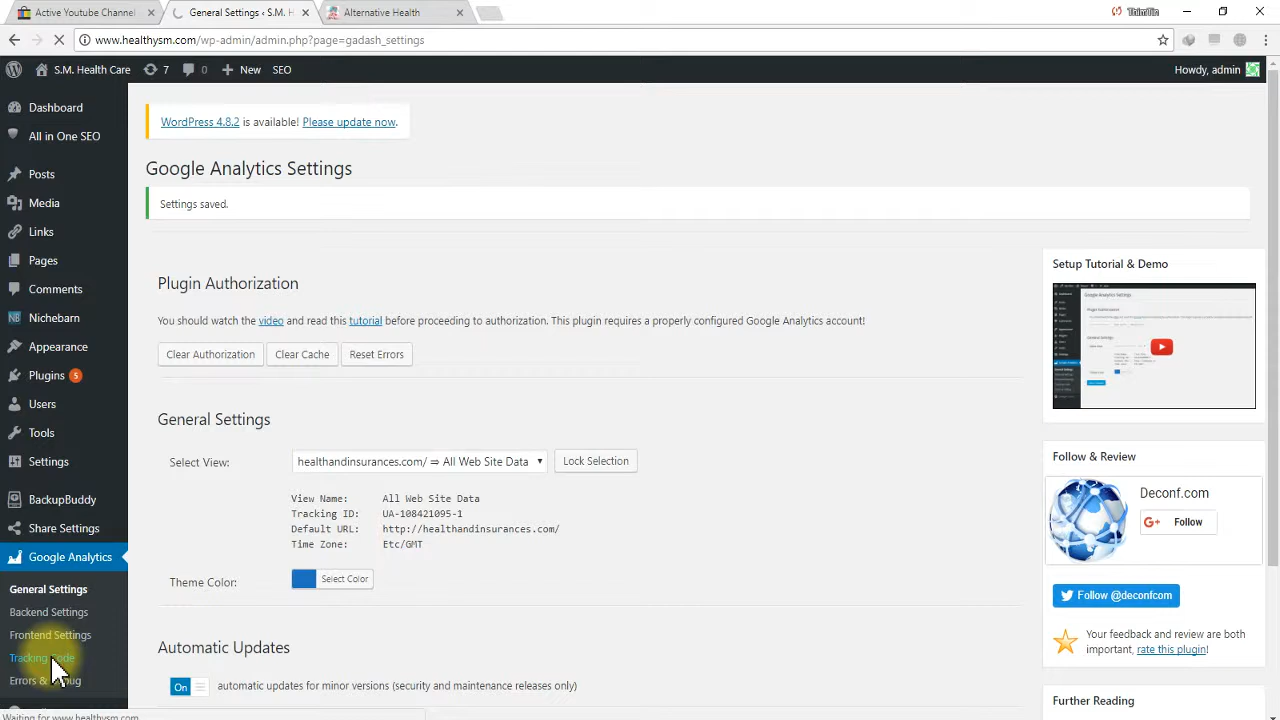 Active Youtube Channel
General Settings ‹ S.M. H
Alternative Health
ThimTix
www.healthysm.com/wp-admin/admin.php?page=gadash_settings
S.M. Health Care
7
0
New
SEO
Howdy, admin
Dashboard
All in One SEO
Posts
Media
Links
Pages
Comments
Nichebarn
Appearance
Plugins 5
Users
Tools
Settings
BackupBuddy
Share Settings
Google Analytics
General Settings
Backend Settings
Frontend Settings
Tracking Code
Errors & Debug
Waiting for www.healthysm.com
WordPress 4.8.2 is available! Please update now.
Google Analytics Settings
Settings saved.
Plugin Authorization
You should watch the video and read this tutorial before proceeding to authorization. This plugin requires a properly configured Google Analytics account!
Clear Authorization
Clear Cache
Reset Errors
General Settings
Select View:
healthandinsurances.com/ ⇒ All Web Site Data
Lock Selection
View Name: All Web Site Data
Tracking ID: UA-108421095-1
Default URL: http://healthandinsurances.com/
Time Zone: Etc/GMT
Theme Color:
Select Color
Automatic Updates
On
automatic updates for minor versions (security and maintenance releases only)
Setup Tutorial & Demo
Follow & Review
Deconf.com
G+ Follow
Follow @deconfcom
Your feedback and review are both
important, rate this plugin!
Further Reading